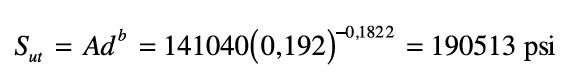 S_ut = Ad^b = 141040(0,192)^-0,1822 = 190513 psi